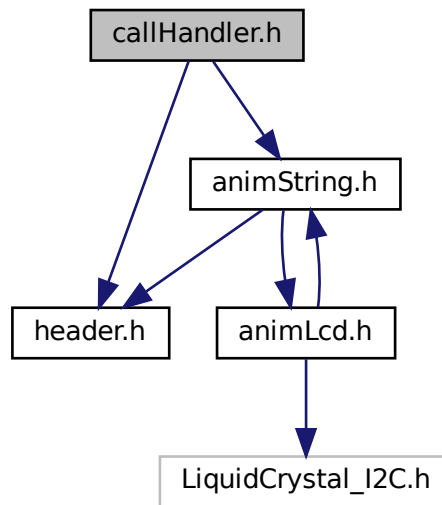 callHandler.h
animString.h
header.h
animLcd.h
LiquidCrystal_I2C.h